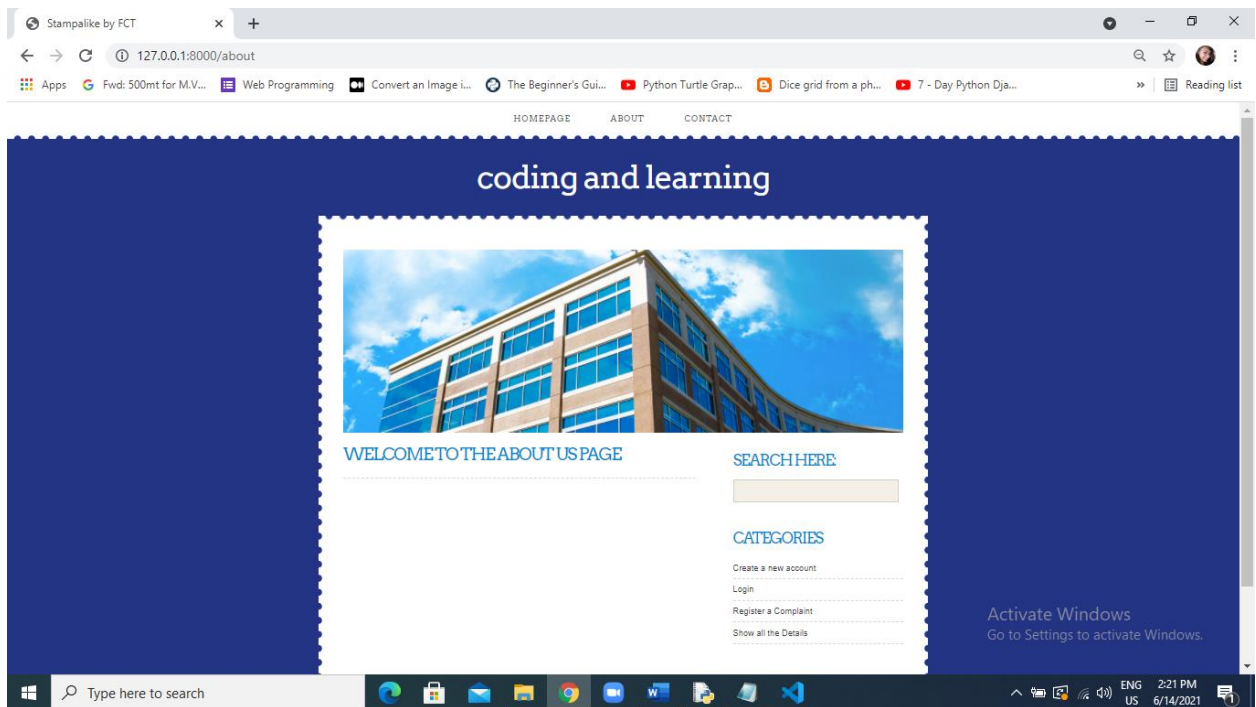 Stampalike by FCT
127.0.0.1:8000/about
Apps Fwd: 500mt for M.V... Web Programming Convert an Image i... The Beginner's Gui... Python Turtle Grap... Dice grid from a ph... 7 - Day Python Dja... » Reading list
HOMEPAGE ABOUT CONTACT
coding and learning
WELCOME TO THE ABOUT US PAGE
SEARCH HERE:
CATEGORIES
Create a new account
Login
Register a Complaint
Show all the Details
Activate Windows
Go to Settings to activate Windows.
Type here to search
ENG 2:21 PM
US 6/14/2021